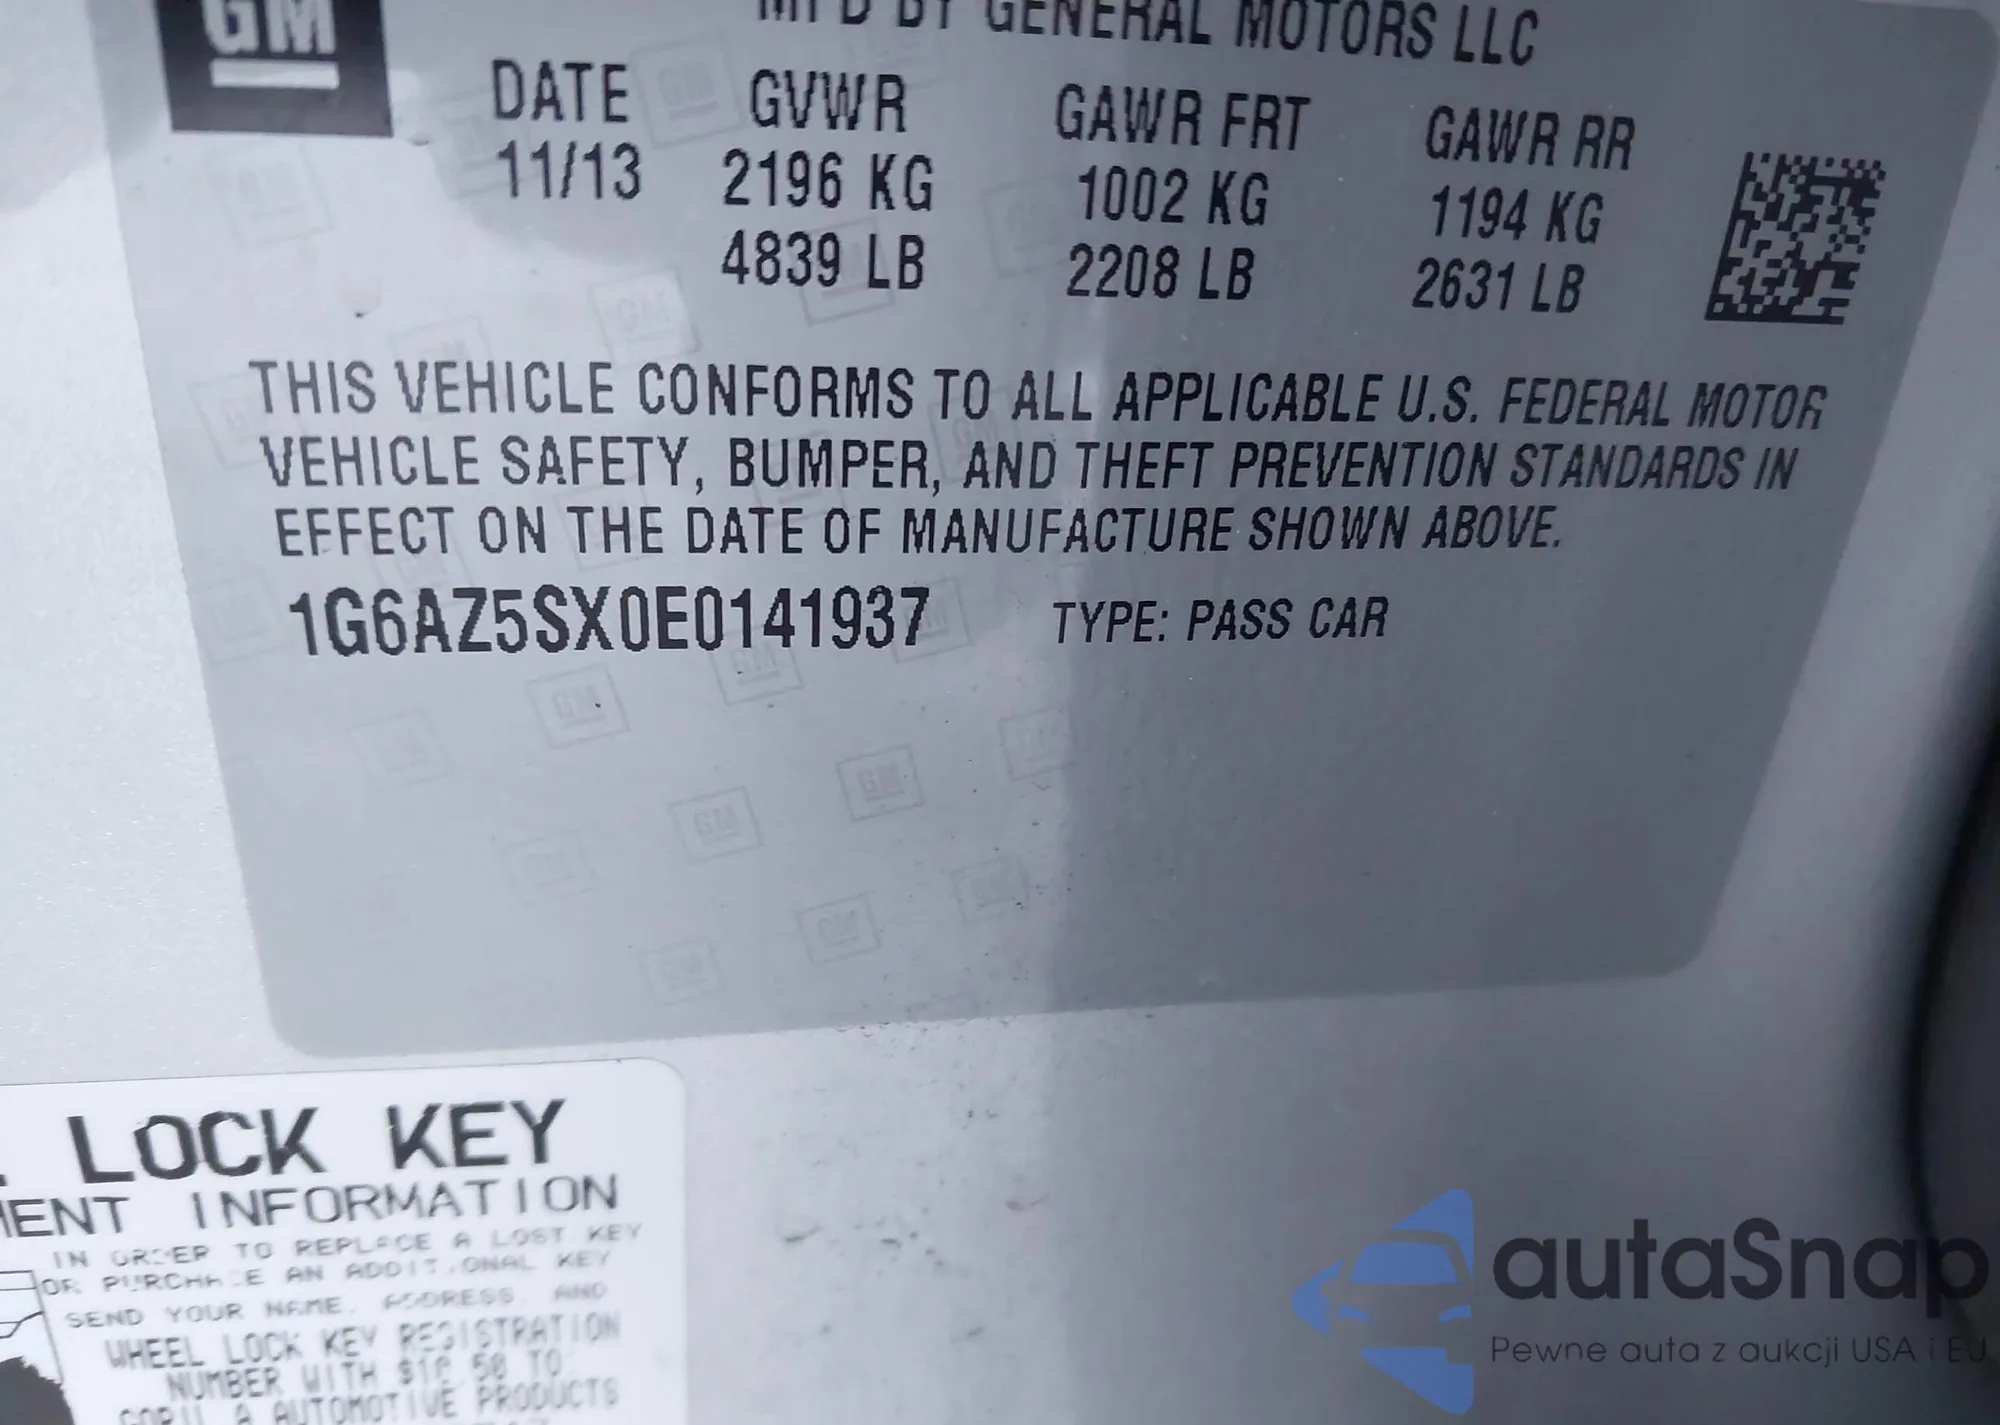 GM
MFD BY GENERAL MOTORS LLC
DATE GVWR GAWR FRT GAWR RR
11/13 2196 KG 1002 KG 1194 KG
4839 LB 2208 LB 2631 LB
THIS VEHICLE CONFORMS TO ALL APPLICABLE U.S. FEDERAL MOTOR
VEHICLE SAFETY, BUMPER, AND THEFT PREVENTION STANDARDS IN
EFFECT ON THE DATE OF MANUFACTURE SHOWN ABOVE.
1G6AZ5SX0E0141937 TYPE: PASS CAR
LOCK KEY
MENT INFORMATION
IN ORDER TO REPLACE A LOST KEY
OR PURCHASE AN ADDITIONAL KEY
SEND YOUR NAME, ADDRESS, AND
WHEEL LOCK KEY REGISTRATION
NUMBER WITH TO
AUTOMOTIVE PRODUCTS
autaSnap
Pewne auta z aukcji USA i EU